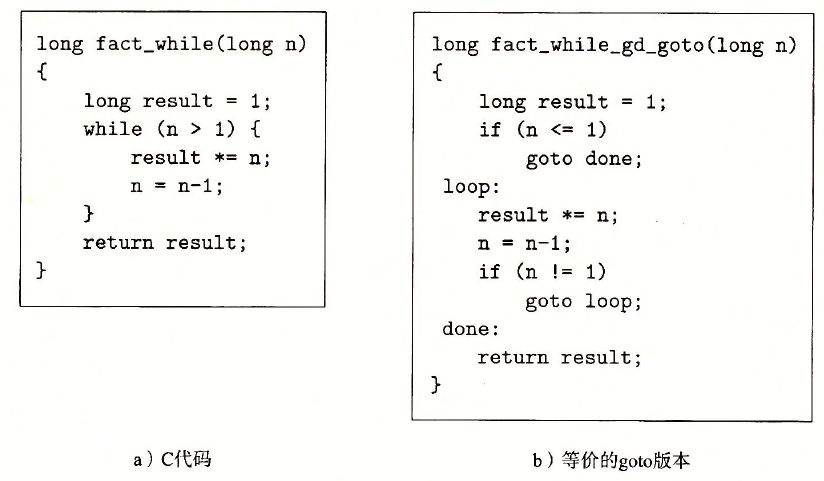 long fact_while(long n)
{
    long result = 1;
    while (n > 1) {
        result *= n;
        n = n-1;
    }
    return result;
}
a）C代码
long fact_while_gd_goto(long n)
{
    long result = 1;
    if (n <= 1)
        goto done;
 loop:
    result *= n;
    n = n-1;
    if (n != 1)
        goto loop;
 done:
    return result;
}
b）等价的goto版本